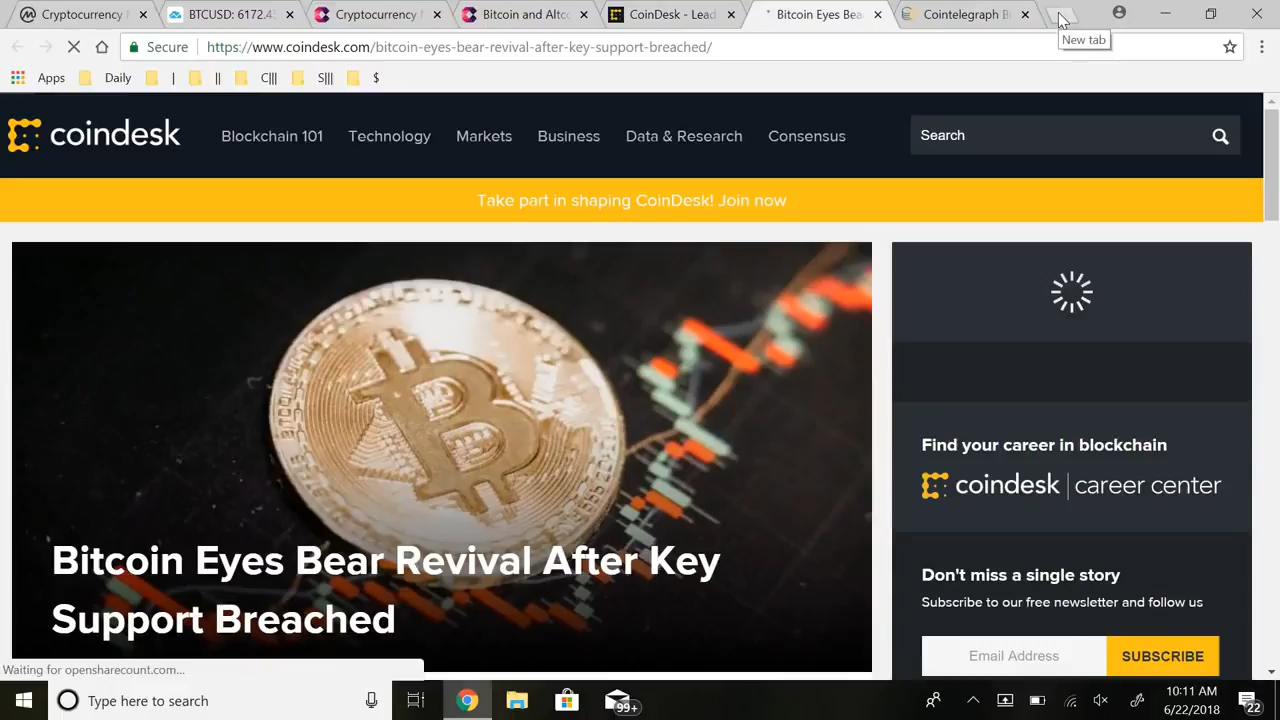 Cryptocurrency M
BTCUSD: 6172.43
Cryptocurrency N
Bitcoin and Altco
CoinDesk - Lead
Bitcoin Eyes Bea
Cointelegraph B
New tab
Secure
https://www.coindesk.com/bitcoin-eyes-bear-revival-after-key-support-breached/
Apps
Daily
|
||
C|||
S|||
$
coindesk
Blockchain 101
Technology
Markets
Business
Data & Research
Consensus
Search
Take part in shaping CoinDesk! Join now
Bitcoin Eyes Bear Revival After Key
Support Breached
Find your career in blockchain
coindesk | career center
Don't miss a single story
Subscribe to our free newsletter and follow us
Email Address
SUBSCRIBE
Waiting for opensharecount.com...
Type here to search
99+
10:11 AM
6/22/2018
22